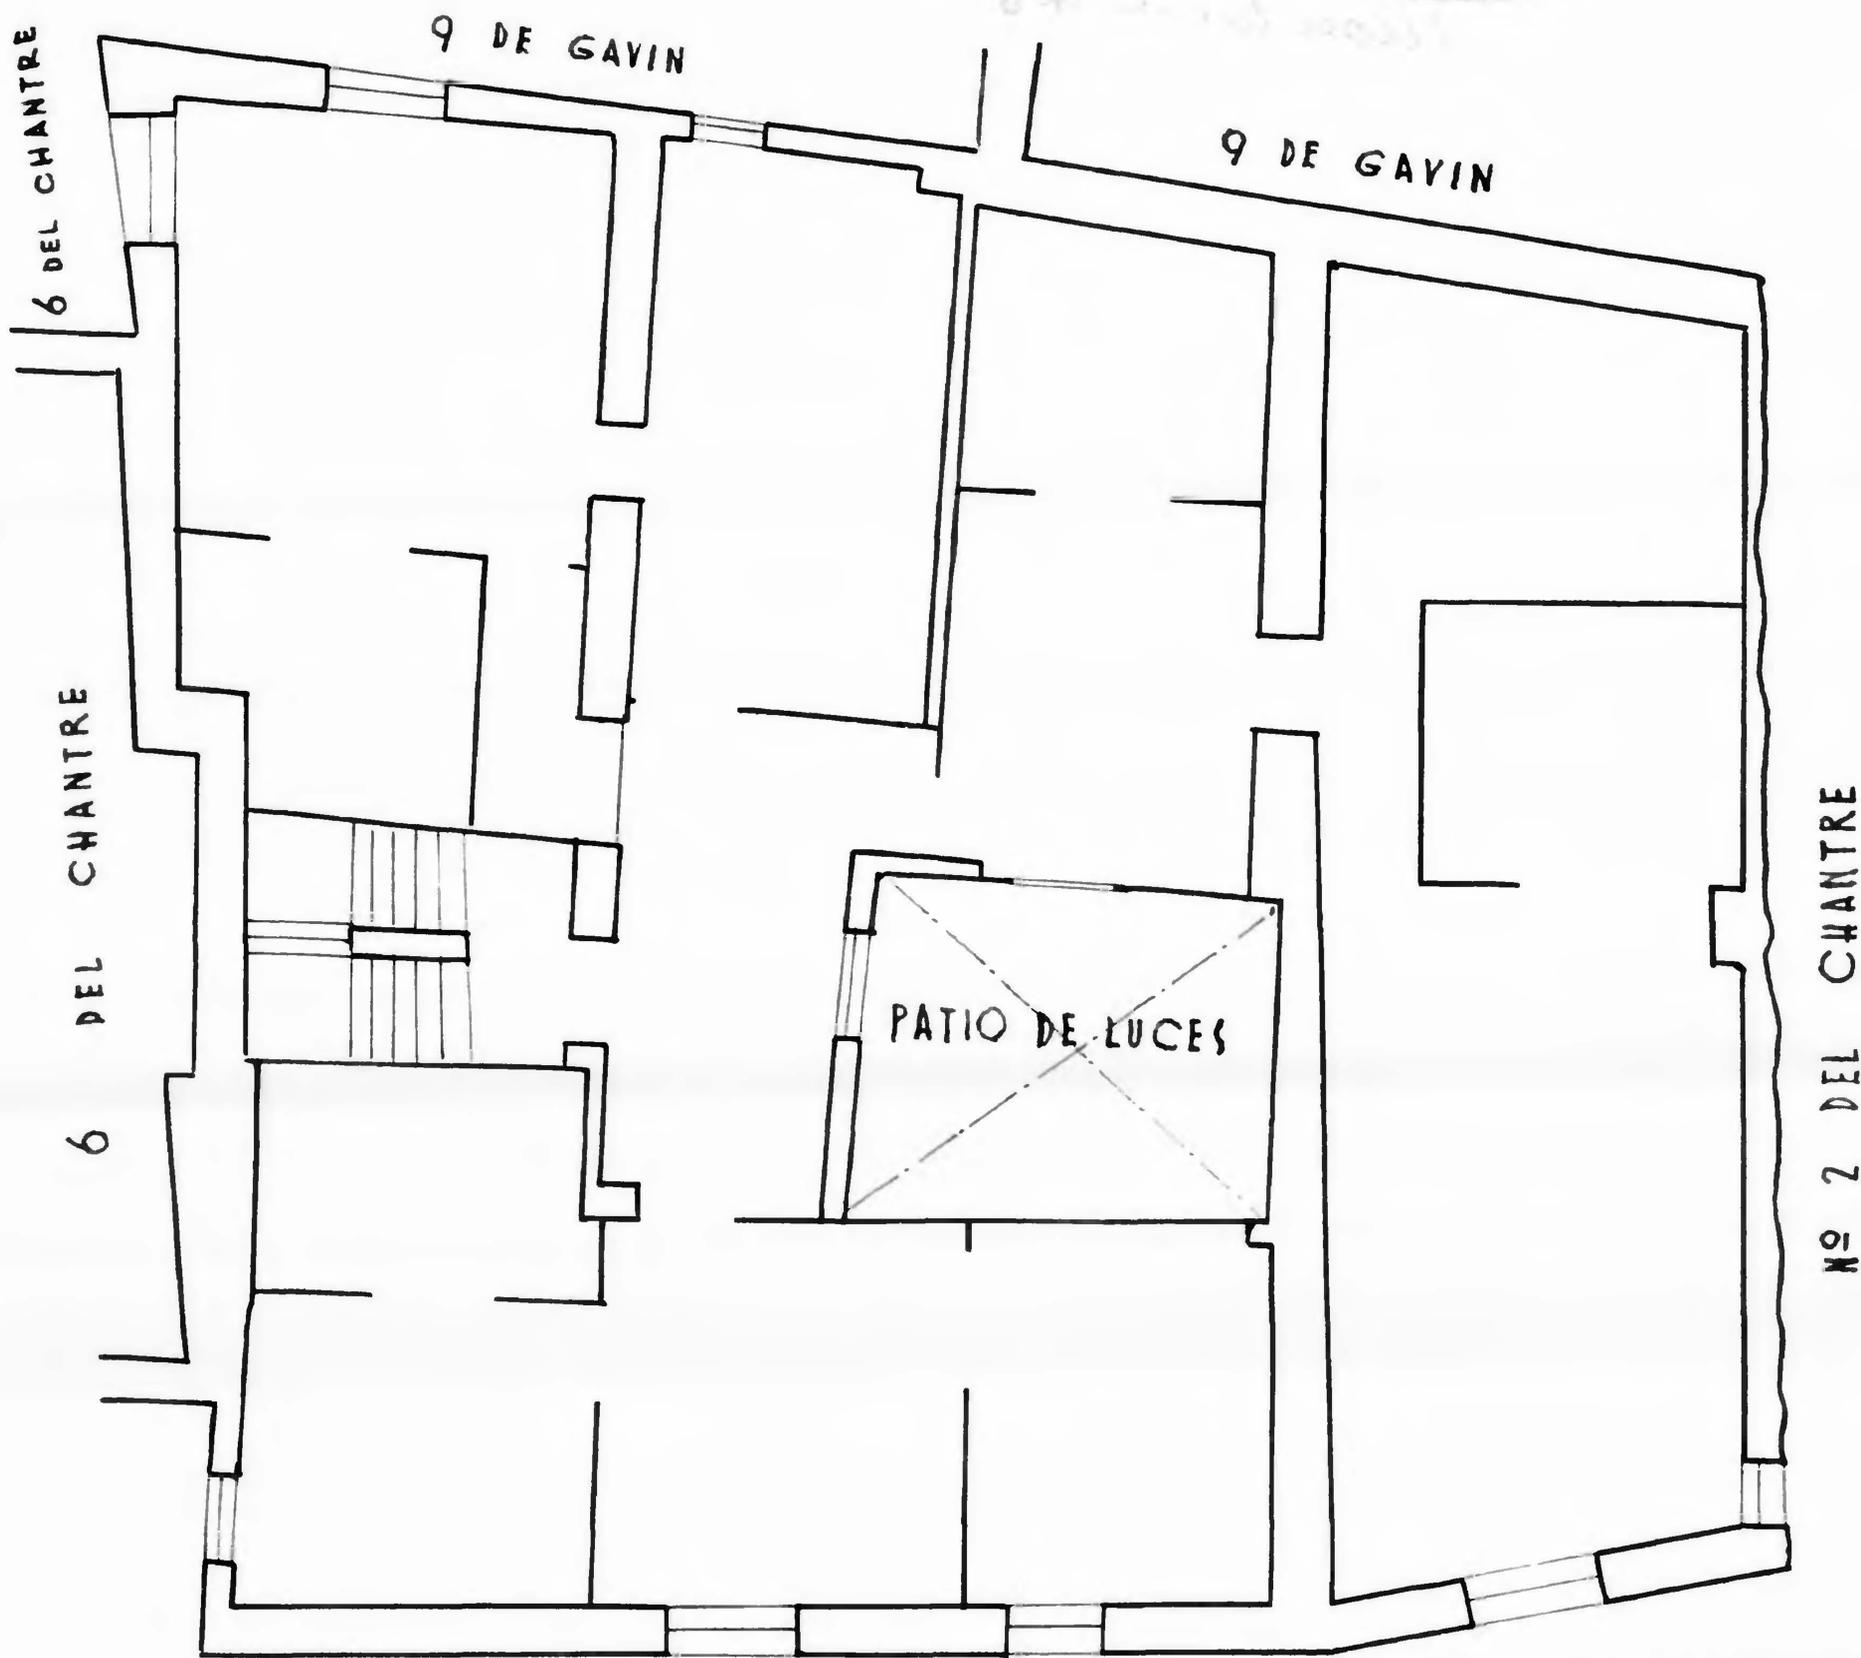 9 DE GAVIN
6 DEL CHANTRE
9 DE GAVIN
6 DEL CHANTRE
PATIO DE LUCES
Nº 2 DEL CHANTRE